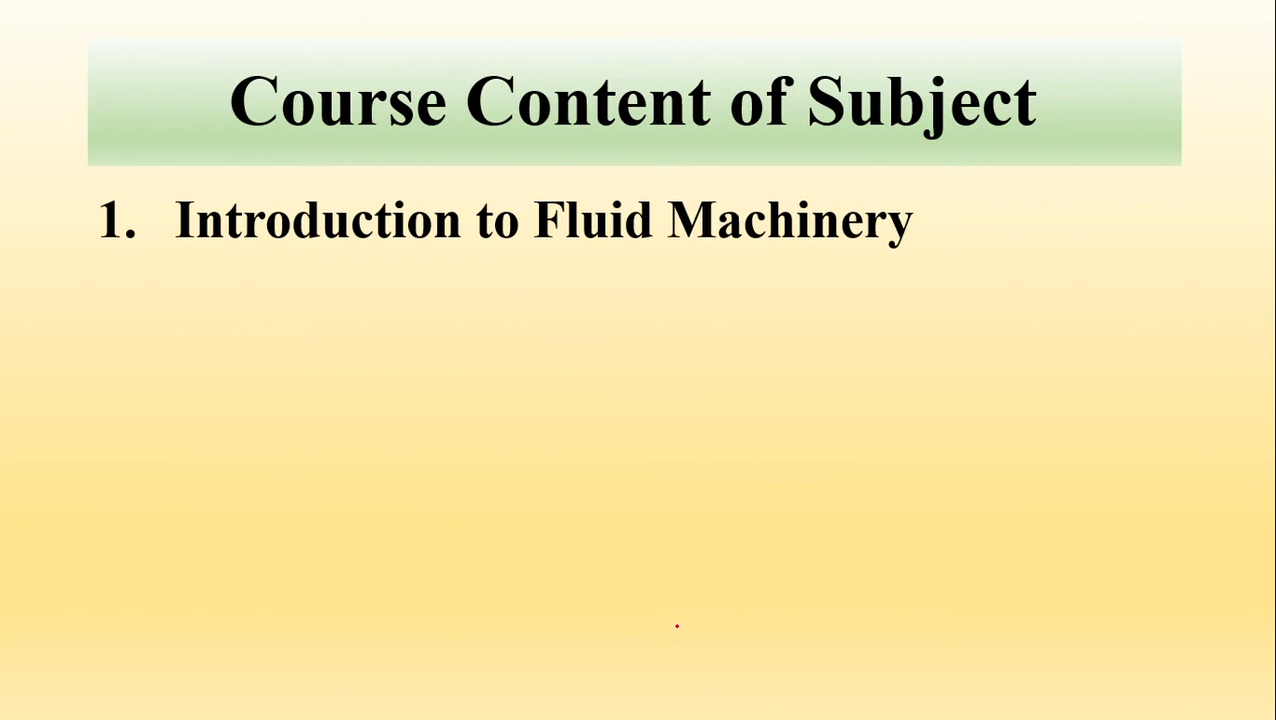 Course Content of Subject
1. Introduction to Fluid Machinery